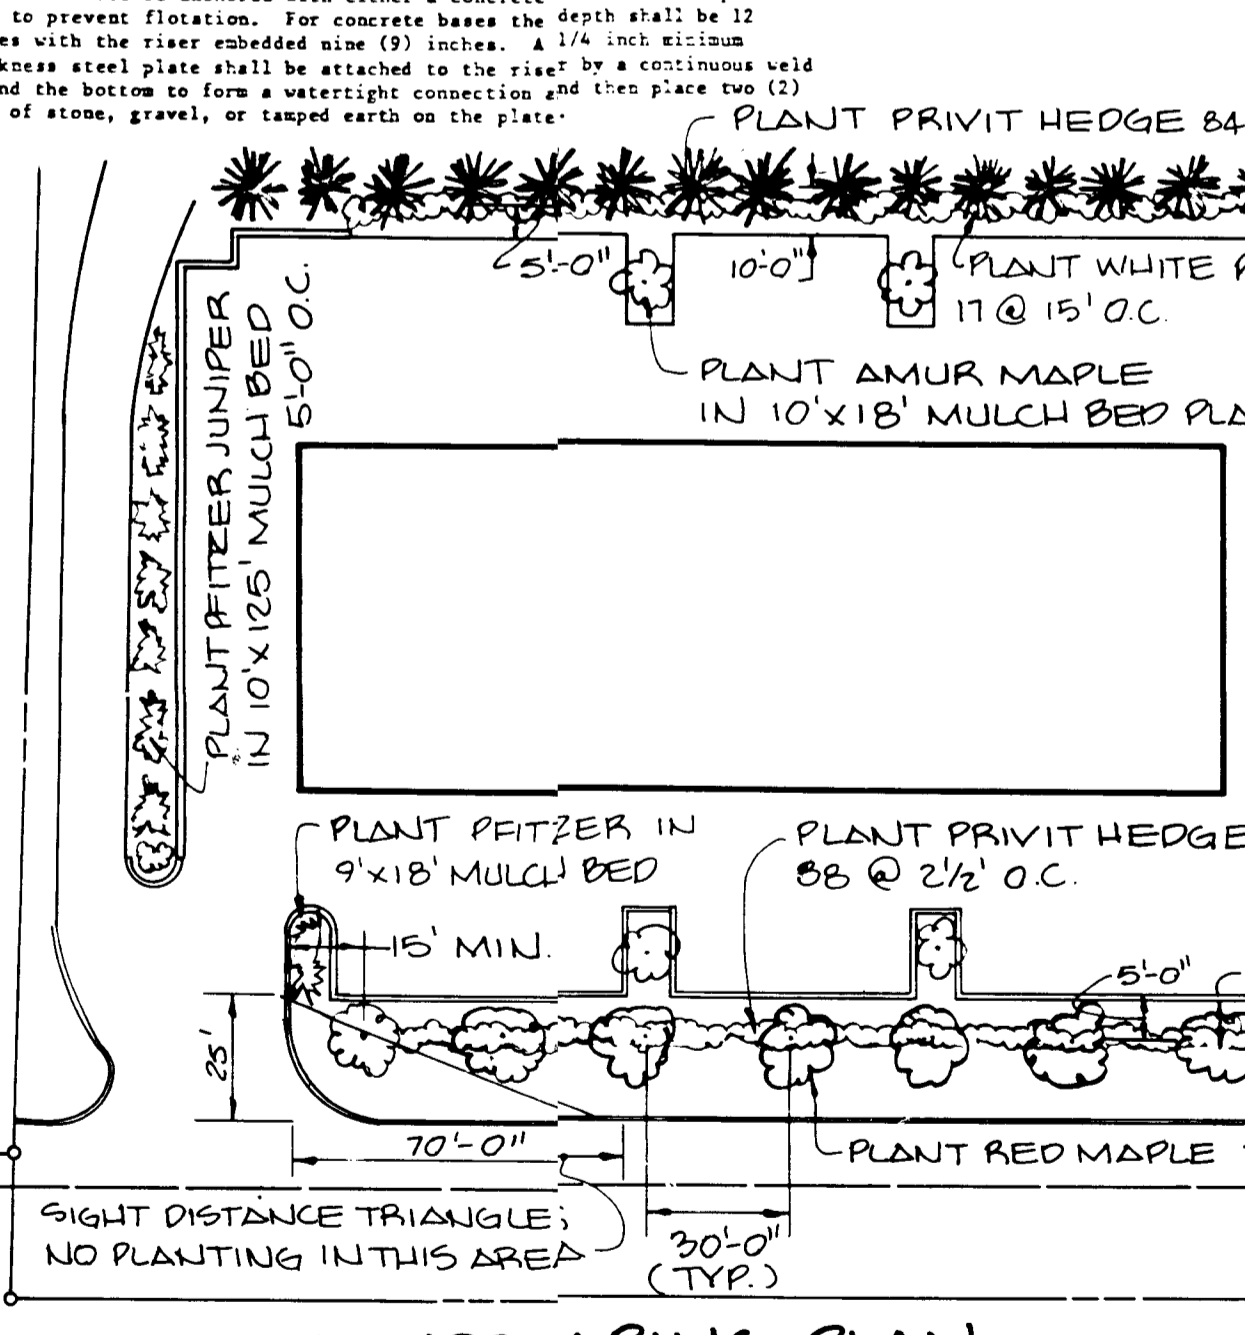 to prevent flotation. For concrete bases the depth shall be 12
es with the riser embedded nine (9) inches. A 1/4 inch minimum
kness steel plate shall be attached to the riser by a continuous weld
nd the bottom to form a watertight connection and then place two (2)
of stone, gravel, or tamped earth on the plate.
PLANT PRIVIT HEDGE 84
5'-0"
10'-0"
PLANT WHITE P
17 @ 15' O.C.
PLANT AMUR MAPLE
IN 10'X18' MULCH BED PLA
PLANT PFITZER JUNIPER
IN 10'X125' MULCH BED
5'-0" O.C.
PLANT PFITZER IN
9'X18' MULCH BED
PLANT PRIVIT HEDGE
88 @ 2½' O.C.
15' MIN.
5'-0"
25'
70'-0"
PLANT RED MAPLE
SIGHT DISTANCE TRIANGLE;
NO PLANTING IN THIS AREA
30'-0"
(TYP.)
PLAN